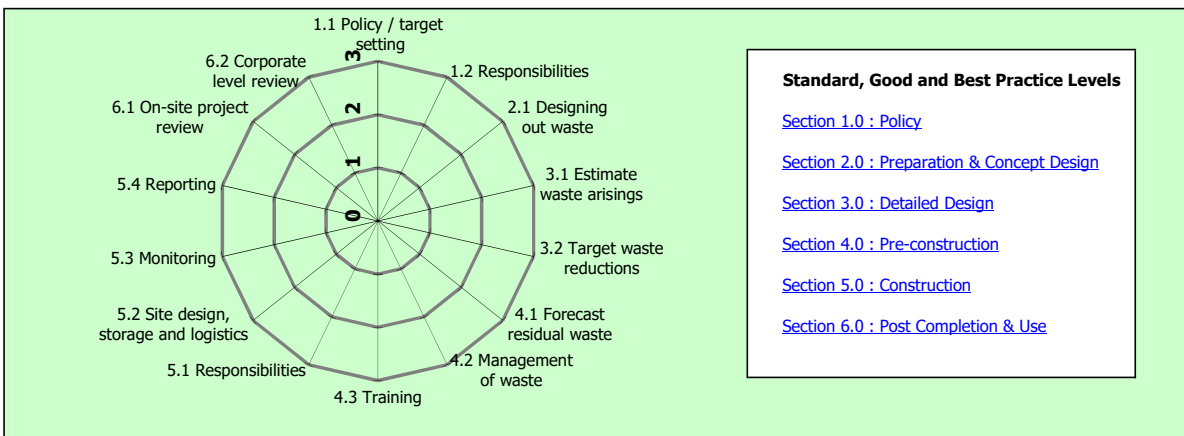 1.1 Policy / target
setting
1.2 Responsibilities
2.1 Designing
out waste
3.1 Estimate
waste arisings
3.2 Target waste
reductions
4.1 Forecast
residual waste
4.2 Management
of waste
4.3 Training
5.1 Responsibilities
5.2 Site design,
storage and logistics
5.3 Monitoring
5.4 Reporting
6.1 On-site project
review
6.2 Corporate
level review
3
2
1
0
Standard, Good and Best Practice Levels
Section 1.0 : Policy
Section 2.0 : Preparation & Concept Design
Section 3.0 : Detailed Design
Section 4.0 : Pre-construction
Section 5.0 : Construction
Section 6.0 : Post Completion & Use